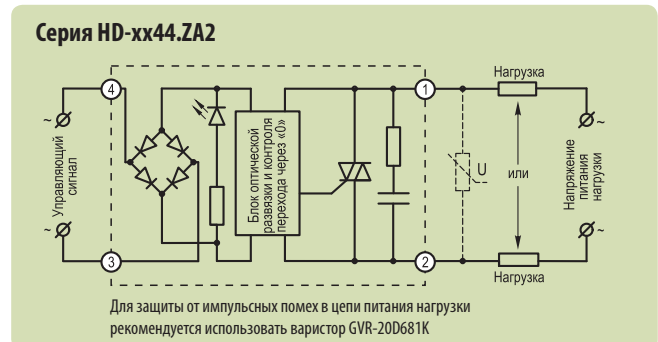 Серия HD-xx44.ZA2
Нагрузка
4
1
~
~
Управляющий
сигнал
Блок оптической
развязки и контроля
перехода через «0»
U
или
Напряжение
питания
нагрузки
~
~
3
2
Нагрузка
Для защиты от импульсных помех в цепи питания нагрузки
рекомендуется использовать варистор GVR-20D681K